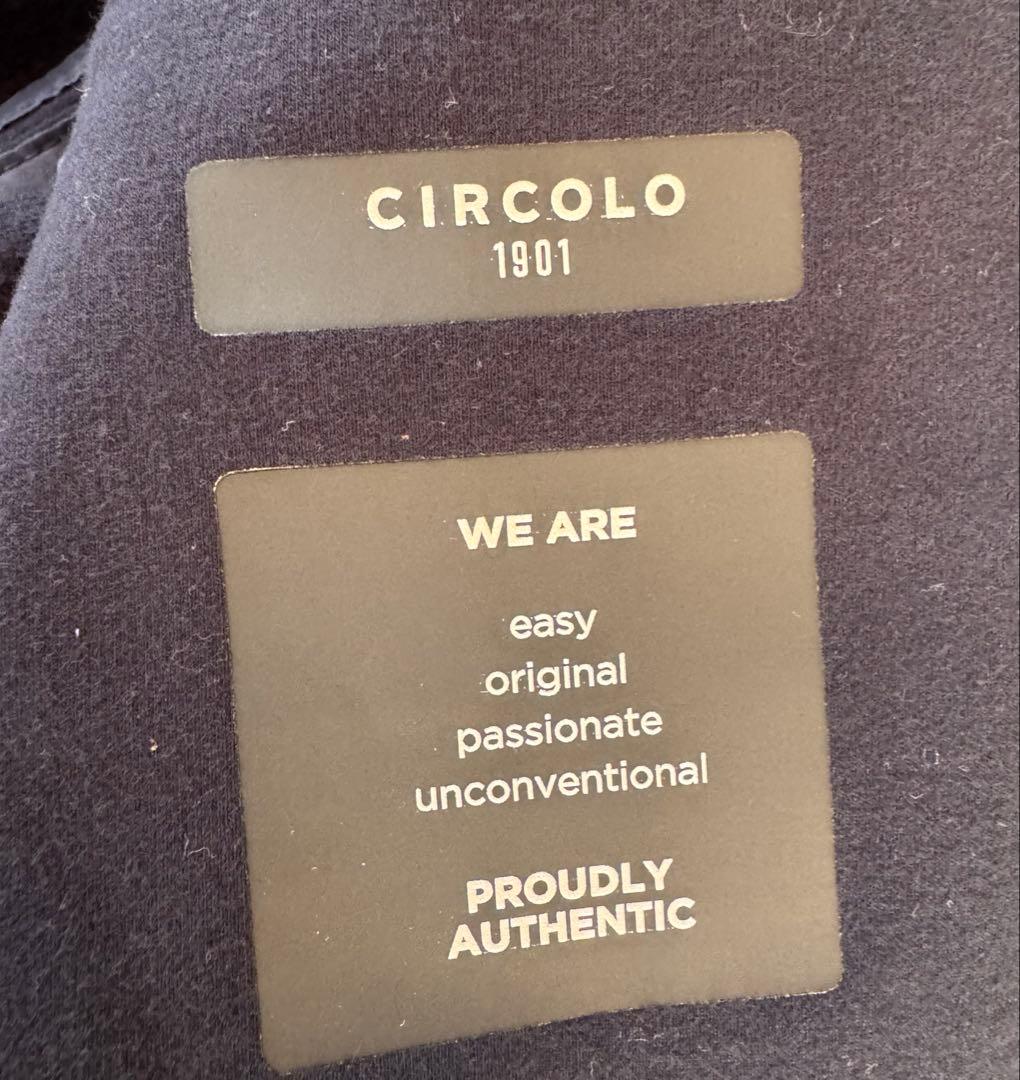 CIRCOLO
1901
WE ARE
easy
original
passionate
unconventional
PROUDLY
AUTHENTIC